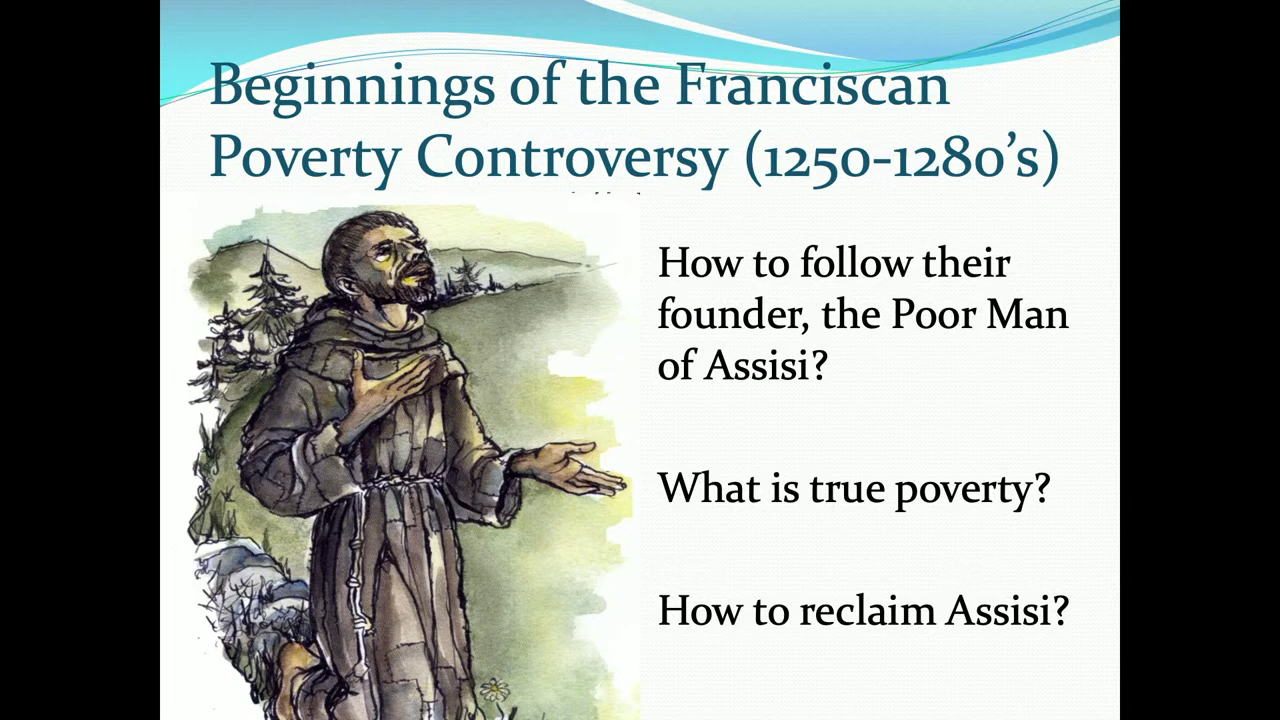 Beginnings of the Franciscan
Poverty Controversy (1250-1280’s)
How to follow their
founder, the Poor Man
of Assisi?
What is true poverty?
How to reclaim Assisi?